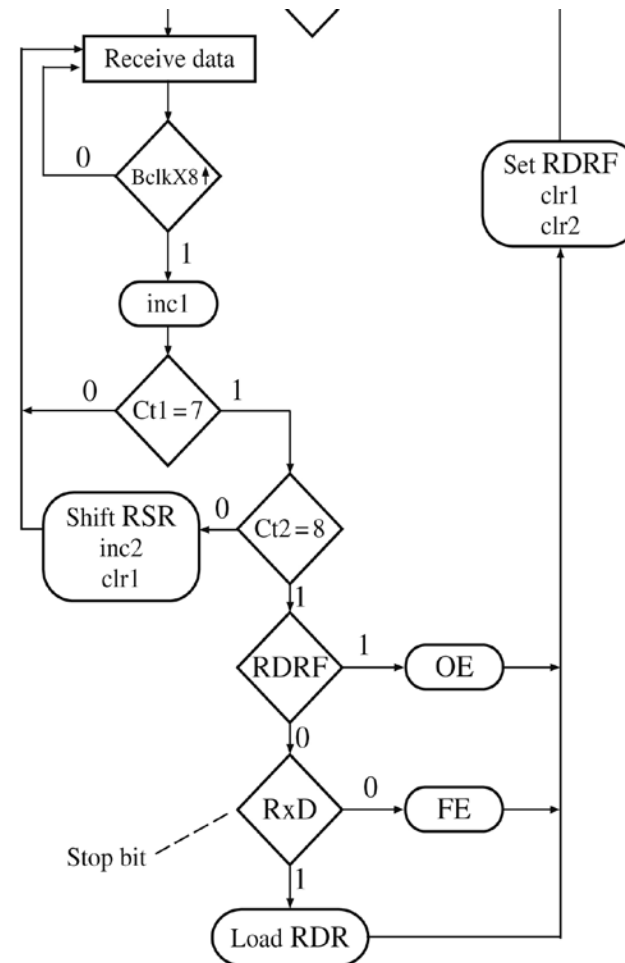 Receive data
0
BclkX8↑
1
inc1
0
Ct1 = 7
1
Shift RSR
inc2
clr1
0
Ct2 = 8
1
RDRF
1
OE
0
RxD
0
FE
Stop bit
1
Load RDR
Set RDRF
clr1
clr2